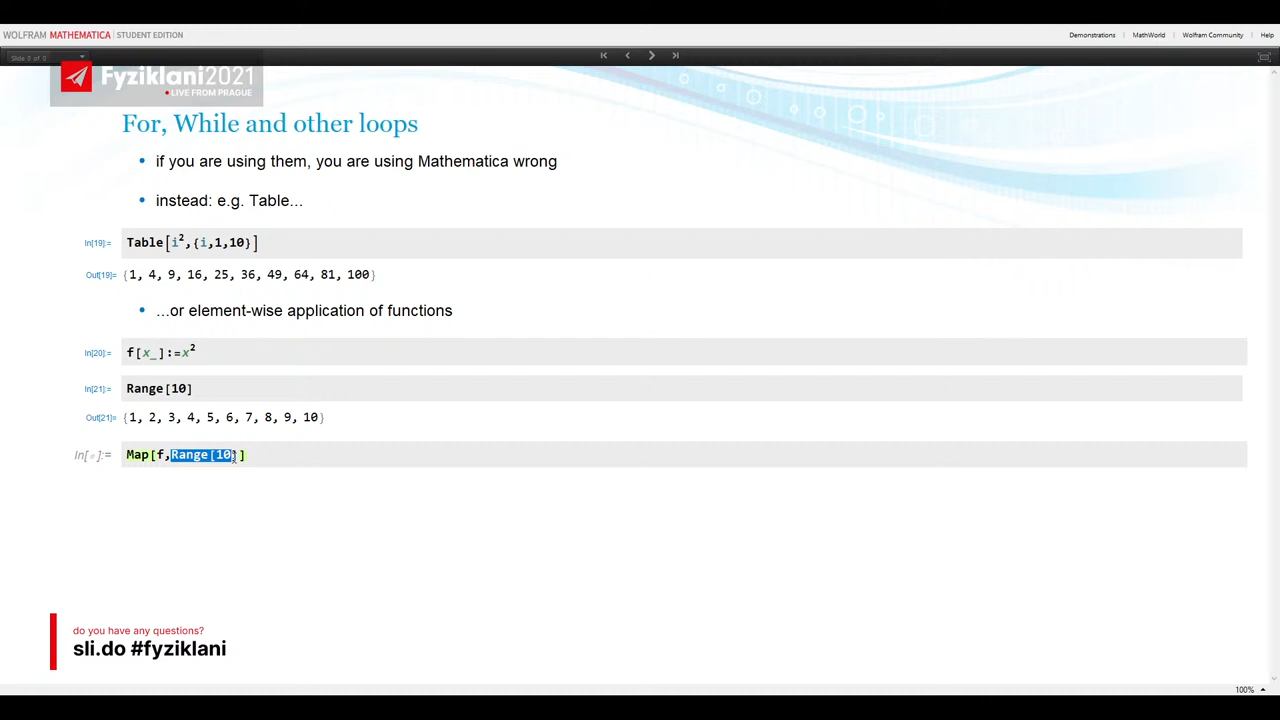 WOLFRAM MATHEMATICA | STUDENT EDITION
Demonstrations | MathWorld | Wolfram Community | Help
Slide 0 of 0
Fyziklani2021
LIVE FROM PRAGUE
For, While and other loops
• if you are using them, you are using Mathematica wrong
• instead: e.g. Table...
In[19]:= Table[i²,{i,1,10}]
Out[19]= {1, 4, 9, 16, 25, 36, 49, 64, 81, 100}
• ...or element-wise application of functions
In[20]:= f[x_]:=x²
In[21]:= Range[10]
Out[21]= {1, 2, 3, 4, 5, 6, 7, 8, 9, 10}
In[ ]:= Map[f,Range[10]]
do you have any questions?
sli.do #fyziklani
100%